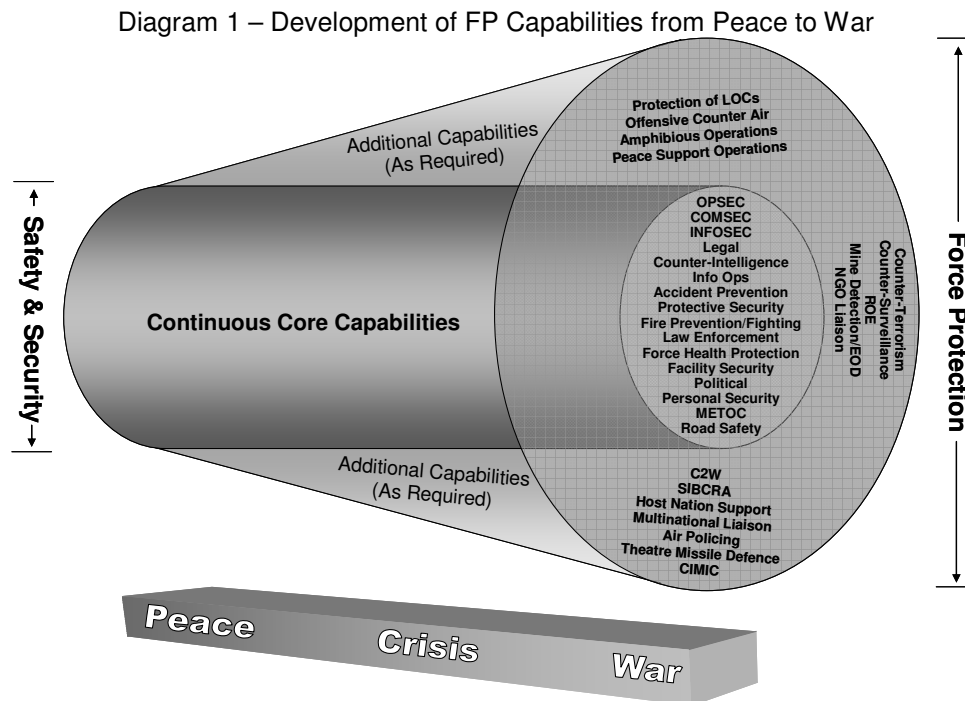 Diagram 1 – Development of FP Capabilities from Peace to War
Additional Capabilities
(As Required)
Protection of LOCs
Offensive Counter Air
Amphibious Operations
Peace Support Operations
Safety & Security
Continuous Core Capabilities
OPSEC
COMSEC
INFOSEC
Legal
Counter-Intelligence
Info Ops
Accident Prevention
Protective Security
Fire Prevention/Fighting
Law Enforcement
Force Health Protection
Facility Security
Political
Personal Security
METOC
Road Safety
Counter-Terrorism
Counter-Surveillance
ROE
Mine Detection/EOD
NGO Liaison
Force Protection
Additional Capabilities
(As Required)
C2W
SIBCRA
Host Nation Support
Multinational Liaison
Air Policing
Theatre Missile Defence
CIMIC
Peace
Crisis
War